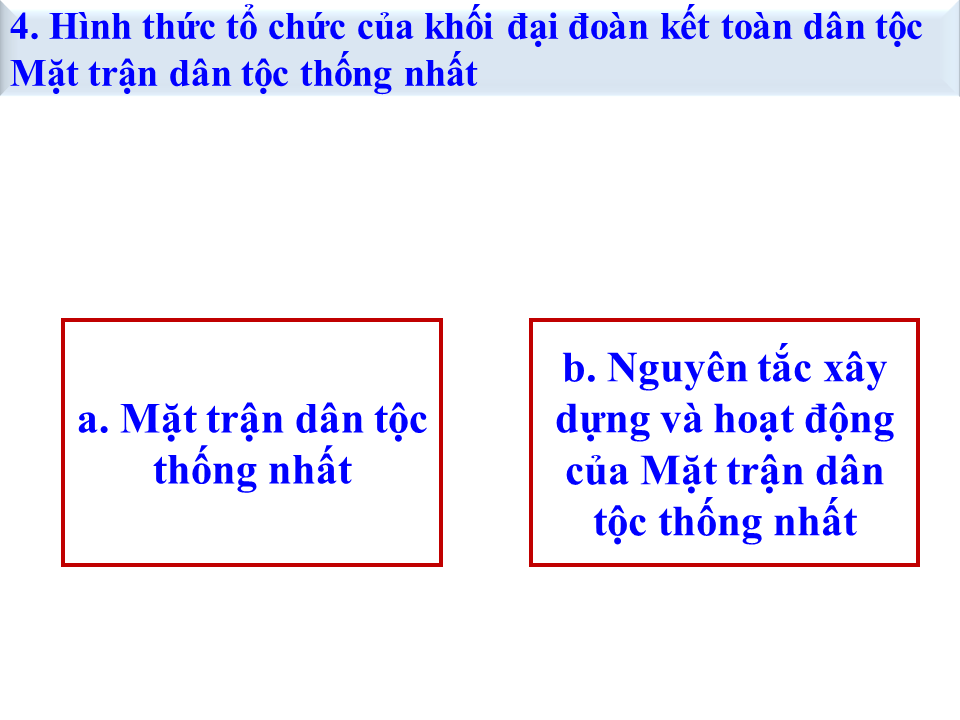 4. Hình thức tổ chức của khối đại đoàn kết toàn dân tộc
Mặt trận dân tộc thống nhất
a. Mặt trận dân tộc
thống nhất
b. Nguyên tắc xây
dựng và hoạt động
của Mặt trận dân
tộc thống nhất